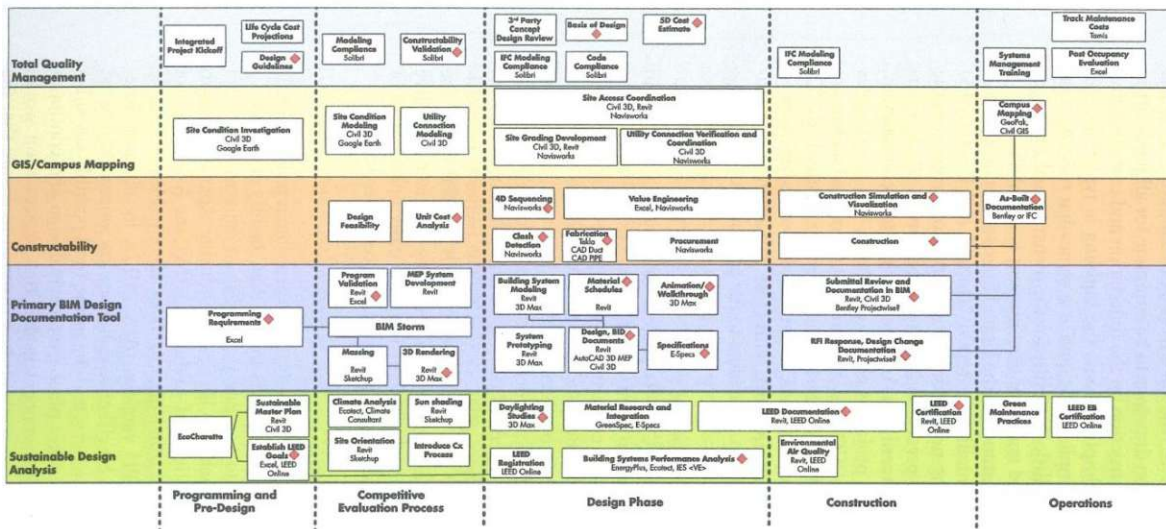 Total Quality
Management
Integrated
Project Kickoff
Life Cycle Cost
Projections
Design
Guidelines
Modeling
Compliance
Solibri
Constructability
Validation
Solibri
3rd Party
Concept
Design Review
Basis of Design
5D Cost
Estimate
IFC Modeling
Compliance
Solibri
Code
Compliance
Solibri
IFC Modeling
Compliance
Solibri
Track Maintenance
Costs
Tamis
Systems
Management
Training
Post Occupancy
Evaluation
Excel
GIS/Campus Mapping
Site Condition Investigation
Civil 3D
Google Earth
Site Condition
Modeling
Civil 3D
Google Earth
Utility
Connection
Modeling
Civil 3D
Site Access Coordination
Civil 3D, Revit
Navisworks
Site Grading Development
Civil 3D, Revit
Navisworks
Utility Connection Verification and
Coordination
Civil 3D
Navisworks
Campus
Mapping
GeoPak,
Civil GIS
Constructability
Design
Feasibility
Unit Cost
Analysis
4D Sequencing
Navisworks
Value Engineering
Excel, Navisworks
Clash
Detection
Navisworks
Fabrication
Tekla
CAD Duct
CAD PIPE
Procurement
Navisworks
Construction Simulation and
Visualization
Navisworks
Construction
As-Built
Documentation
Bentley or IFC
Primary BIM Design
Documentation Tool
Programming
Requirements
Excel
Program
Validation
Revit
Excel
MEP System
Development
Revit
BIM Storm
Massing
Revit
Sketchup
3D Rendering
Revit
3D Max
Building System
Modeling
Revit
3D Max
Material
Schedules
Revit
Animation/
Walkthrough
3D Max
System
Prototyping
Revit
3D Max
Design, BID
Documents
Revit
AutoCAD 3D MEP
Civil 3D
Specifications
E-Specs
Submittal Review and
Documentation in BIM
Revit, Civil 3D
Bentley Projectwise?
RFI Response, Design Change
Documentation
Revit, Projectwise?
Sustainable Design
Analysis
EcoCharette
Sustainable
Master Plan
Revit
Civil 3D
Establish LEED
Goals
Excel, LEED
Online
Climate Analysis
Ecotect, Climate
Consultant
Sun shading
Revit
Sketchup
Site Orientation
Revit
Sketchup
Introduce Cx
Process
Daylighting
Studies
3D Max
Material Research and
Integration
GreenSpec, E-Specs
LEED
Registration
LEED Online
Building Systems Performance Analysis
EnergyPlus, Ecotect, IES <VE>
LEED Documentation
Revit, LEED Online
Environmental
Air Quality
Revit, LEED
Online
LEED
Certification
Revit, LEED
Online
Green
Maintenance
Practices
LEED EB
Certification
LEED Online
Programming and
Pre-Design
Competitive
Evaluation Process
Design Phase
Construction
Operations